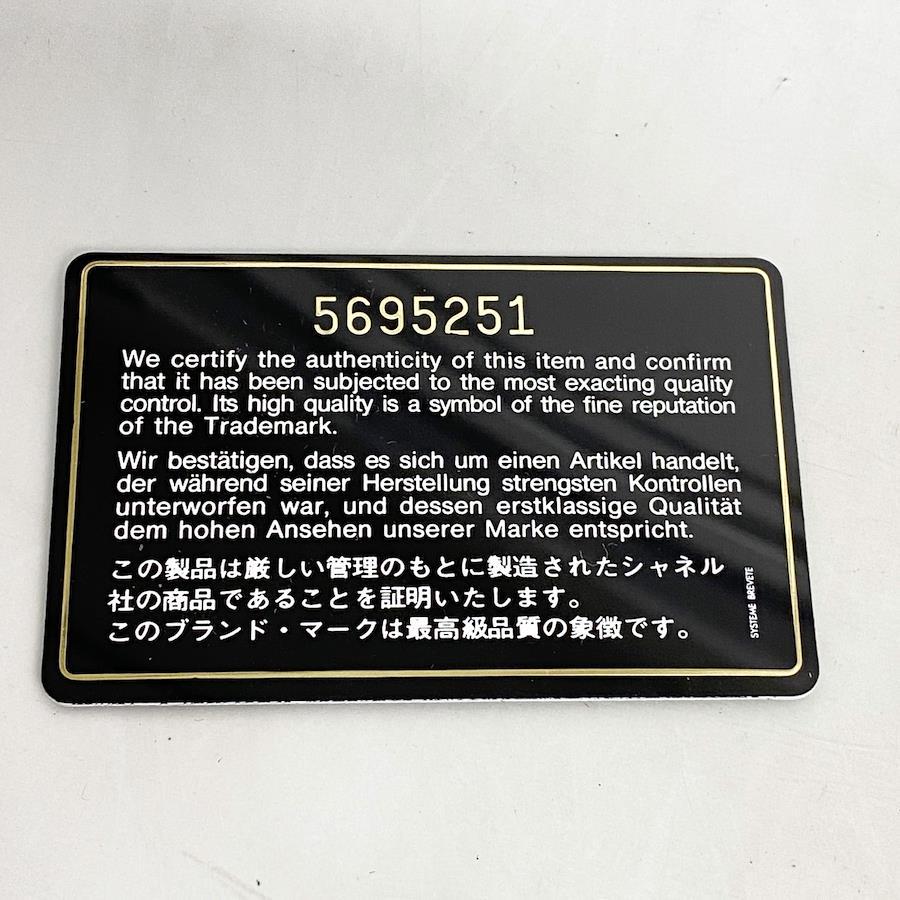 5695251
We certify the authenticity of this item and confirm
that it has been subjected to the most exacting quality
control. Its high quality is a symbol of the fine reputation
of the Trademark.
Wir bestätigen, dass es sich um einen Artikel handelt,
der während seiner Herstellung strengsten Kontrollen
unterworfen war, und dessen erstklassige Qualität
dem hohen Ansehen unserer Marke entspricht.
この製品は厳しい管理のもとに製造されたシャネル
社の商品であることを証明いたします。
このブランド・マークは最高級品質の象徴です。
SYSTEME BREVETE